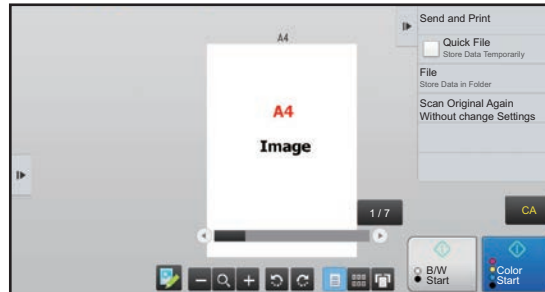 A4
A4
Image
1 / 7
Send and Print
Quick File
Store Data Temporarily
File
Store Data in Folder
Scan Original Again
Without change Settings
CA
B/W
Start
Color
Start